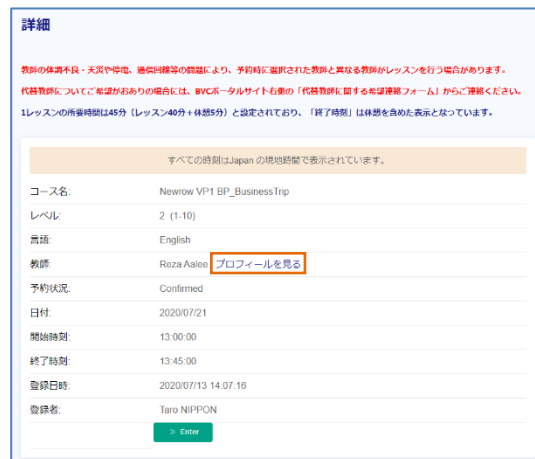 詳細
教師の体調不良・天災や停電、通信回線等の問題により、予約時に選択された教師と異なる教師がレッスンを行う場合があります。
代替教師についてご希望がおありの場合には、BVCポータルサイト右側の「代替教師に関する希望連絡フォーム」からご連絡ください。
1レッスンの所要時間は45分（レッスン40分＋休憩5分）と設定されており、「終了時刻」は休憩を含めた表示となっています。
すべての時刻はJapan の現地時間で表示されています。
コース名: Newrow VP1 BP_BusinessTrip
レベル: 2 (1-10)
言語: English
教師: Reza Aalee プロフィールを見る
予約状況: Confirmed
日付: 2020/07/21
開始時刻: 13:00:00
終了時刻: 13:45:00
登録日時: 2020/07/13 14:07:16
登録者: Taro NIPPON
» Enter